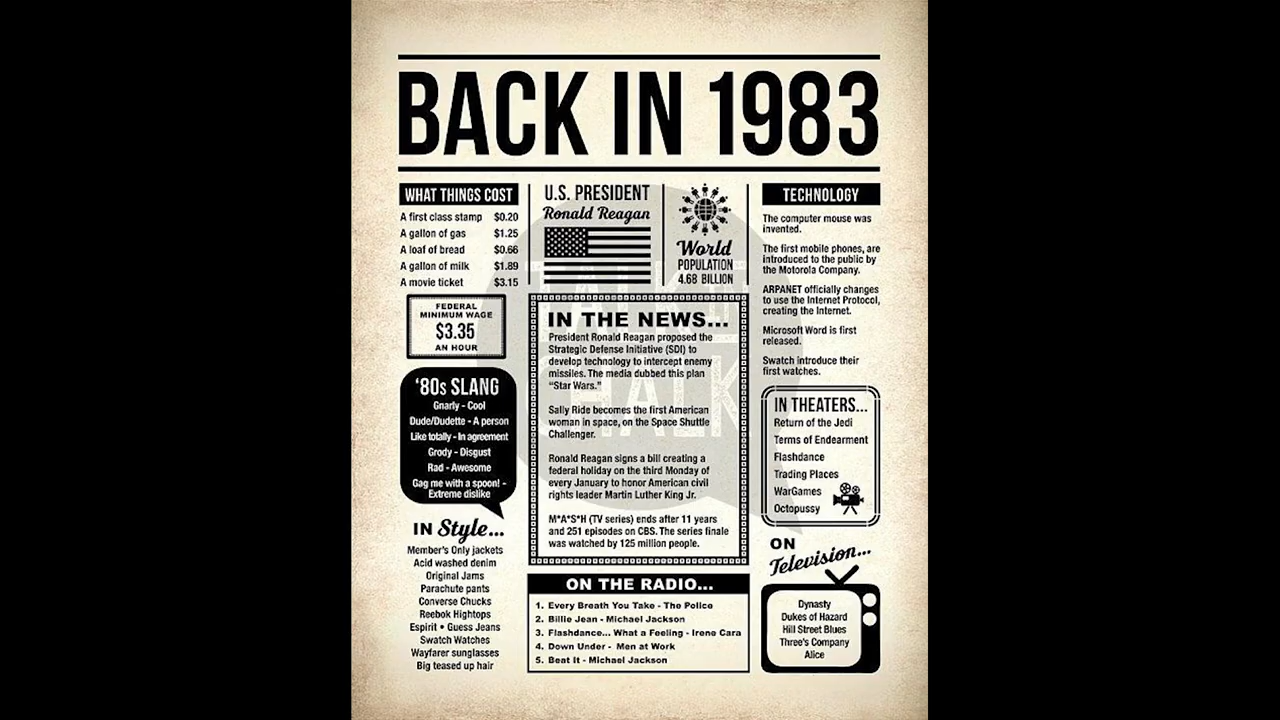 BACK IN 1983
WHAT THINGS COST
A first class stamp $0.20
A gallon of gas $1.25
A loaf of bread $0.66
A gallon of milk $1.89
A movie ticket $3.15
FEDERAL
MINIMUM WAGE
$3.35
AN HOUR
‘80s SLANG
Gnarly - Cool
Dude/Dudette - A person
Like totally - In agreement
Grody - Disgust
Rad - Awesome
Gag me with a spoon! -
Extreme dislike
IN Style...
Member's Only jackets
Acid washed denim
Original Jams
Parachute pants
Converse Chucks
Reebok Hightops
Espirit • Guess Jeans
Swatch Watches
Wayfarer sunglasses
Big teased up hair
U.S. PRESIDENT
Ronald Reagan
World
POPULATION
4.68 BILLION
IN THE NEWS...
President Ronald Reagan proposed the
Strategic Defense Initiative (SDI) to
develop technology to intercept enemy
missiles. The media dubbed this plan
“Star Wars.”
Sally Ride becomes the first American
woman in space, on the Space Shuttle
Challenger.
Ronald Reagan signs a bill creating a
federal holiday on the third Monday of
every January to honor American civil
rights leader Martin Luther King Jr.
M*A*S*H (TV series) ends after 11 years
and 251 episodes on CBS. The series finale
was watched by 125 million people.
ON THE RADIO...
1. Every Breath You Take - The Police
2. Billie Jean - Michael Jackson
3. Flashdance... What a Feeling - Irene Cara
4. Down Under - Men at Work
5. Beat It - Michael Jackson
TECHNOLOGY
The computer mouse was
invented.
The first mobile phones, are
introduced to the public by
the Motorola Company.
ARPANET officially changes
to use the Internet Protocol,
creating the Internet.
Microsoft Word is first
released.
Swatch introduce their
first watches.
IN THEATERS...
Return of the Jedi
Terms of Endearment
Flashdance
Trading Places
WarGames
Octopussy
ON
Television...
Dynasty
Dukes of Hazard
Hill Street Blues
Three's Company
Alice